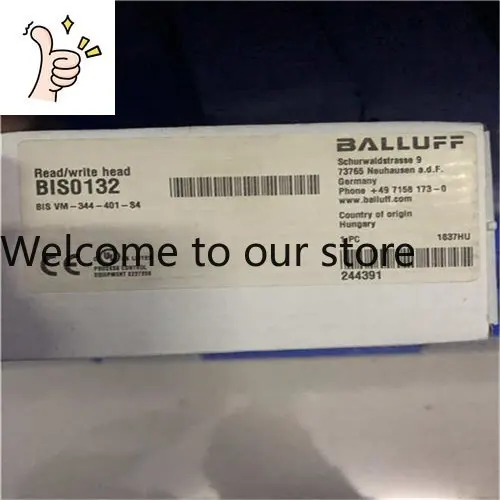 BALLUFF
Schurwaldstrasse 9
73765 Neuhausen a.d.F.
Germany
Phone +49 7158 173-0
www.balluff.com
Country of origin
Hungary
1 PC 1837HU
244391
Read/write head
BIS0132
BIS VM-344-401-S4
Welcome to our store
CE
PROCESS CONTROL
EQUIPMENT E227256